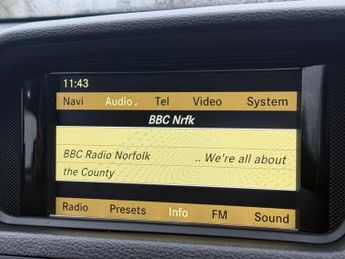 11:43
Navi Audio Tel Video System
BBC Nrfk
BBC Radio Norfolk .. We're all about
the County
Radio Presets Info FM Sound